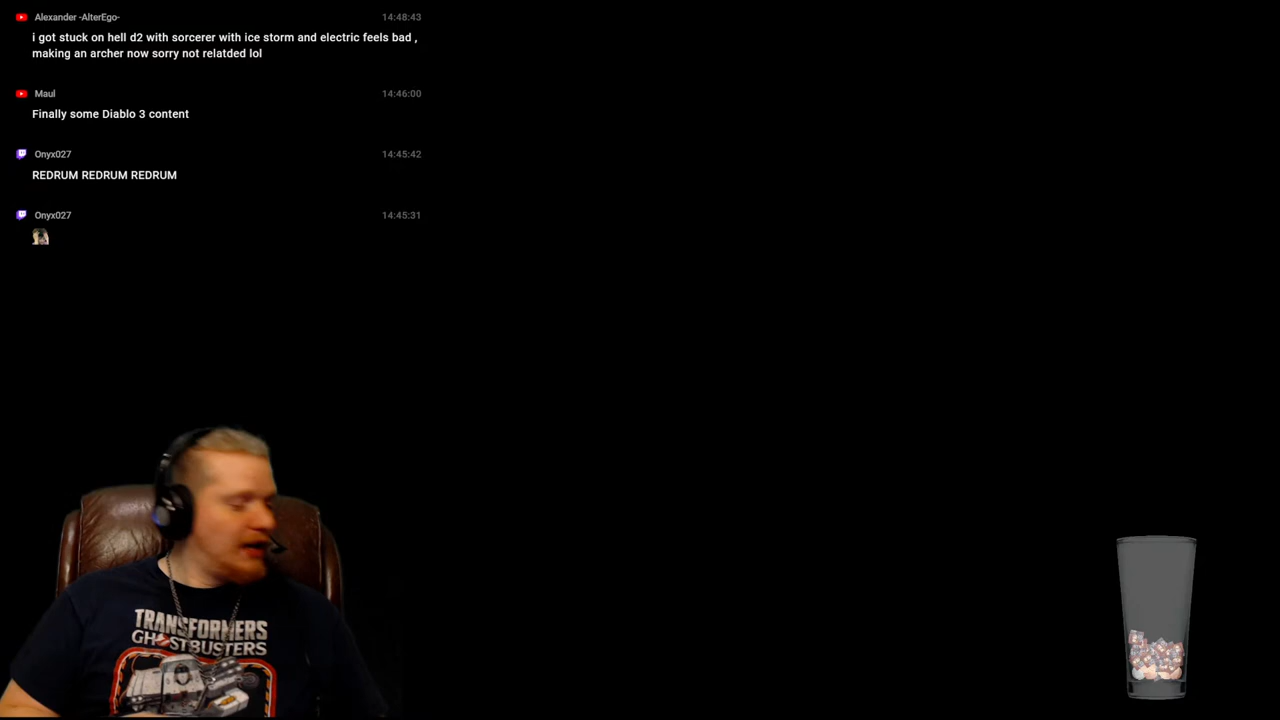 Alexander -AlterEgo- 14:48:43
i got stuck on hell d2 with sorcerer with ice storm and electric feels bad ,
making an archer now sorry not relatded lol
Maul 14:46:00
Finally some Diablo 3 content
Onyx027 14:45:42
REDRUM REDRUM REDRUM
Onyx027 14:45:31
TRANSFORMERS
GHOSTBUSTERS